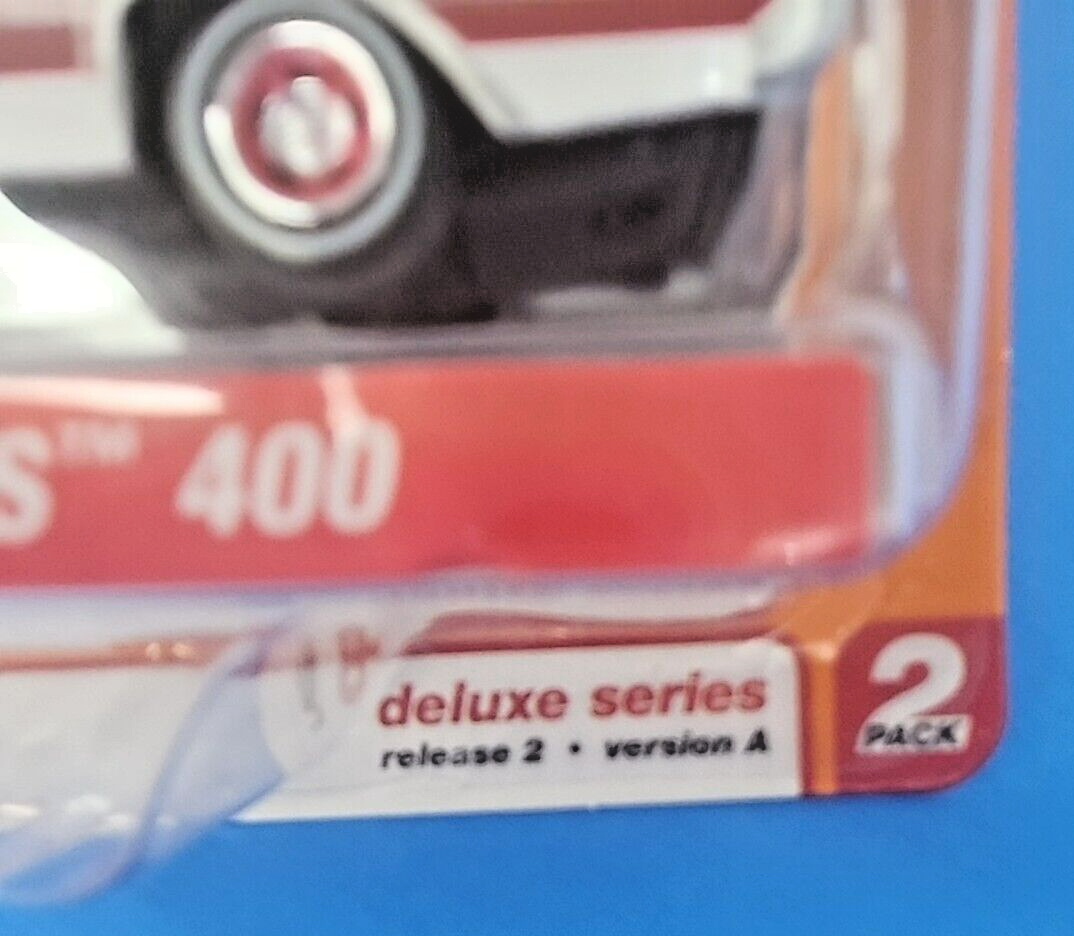 S™ 400
deluxe series
release 2 • version A
2
PACK